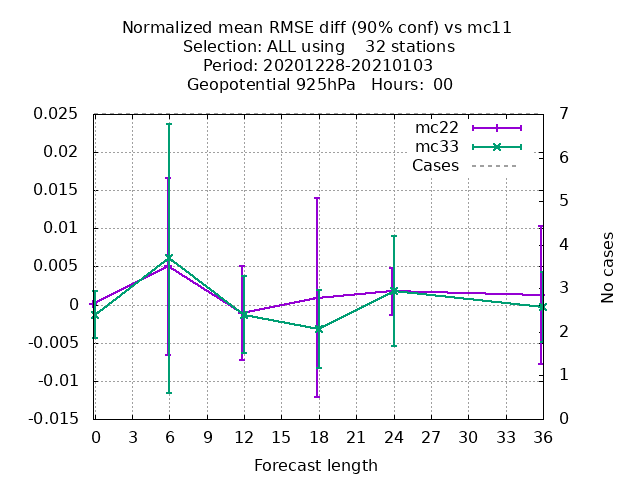 Normalized mean RMSE diff (90% conf) vs mc11
Selection: ALL using    32 stations
Period: 20201228-20210103
Geopotential 925hPa   Hours: 00
mc22
mc33
Cases
0.025
0.02
0.015
0.01
0.005
0
-0.005
-0.01
-0.015
7
6
5
4
3
2
1
0
No cases
0 3 6 9 12 15 18 21 24 27 30 33 36
Forecast length